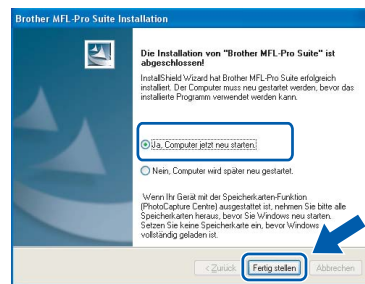 Brother MFL-Pro Suite Installation
Die Installation von "Brother MFL-Pro Suite" ist
abgeschlossen!
InstallShield Wizard hat Brother MFL-Pro Suite erfolgreich
installiert. Der Computer muss neu gestartet werden, bevor das
installierte Programm verwendet werden kann.
Ja, Computer jetzt neu starten.
Nein, Computer wird später neu gestartet.
Wenn Ihr Gerät mit der Speicherkarten-Funktion
(PhotoCapture Centre) ausgestattet ist, nehmen Sie bitte alle
Speicherkarten heraus, bevor Sie Windows neu starten.
Setzen Sie keine Speicherkarte ein, bevor Windows
vollständig geladen ist.
< Zurück Fertig stellen Abbrechen